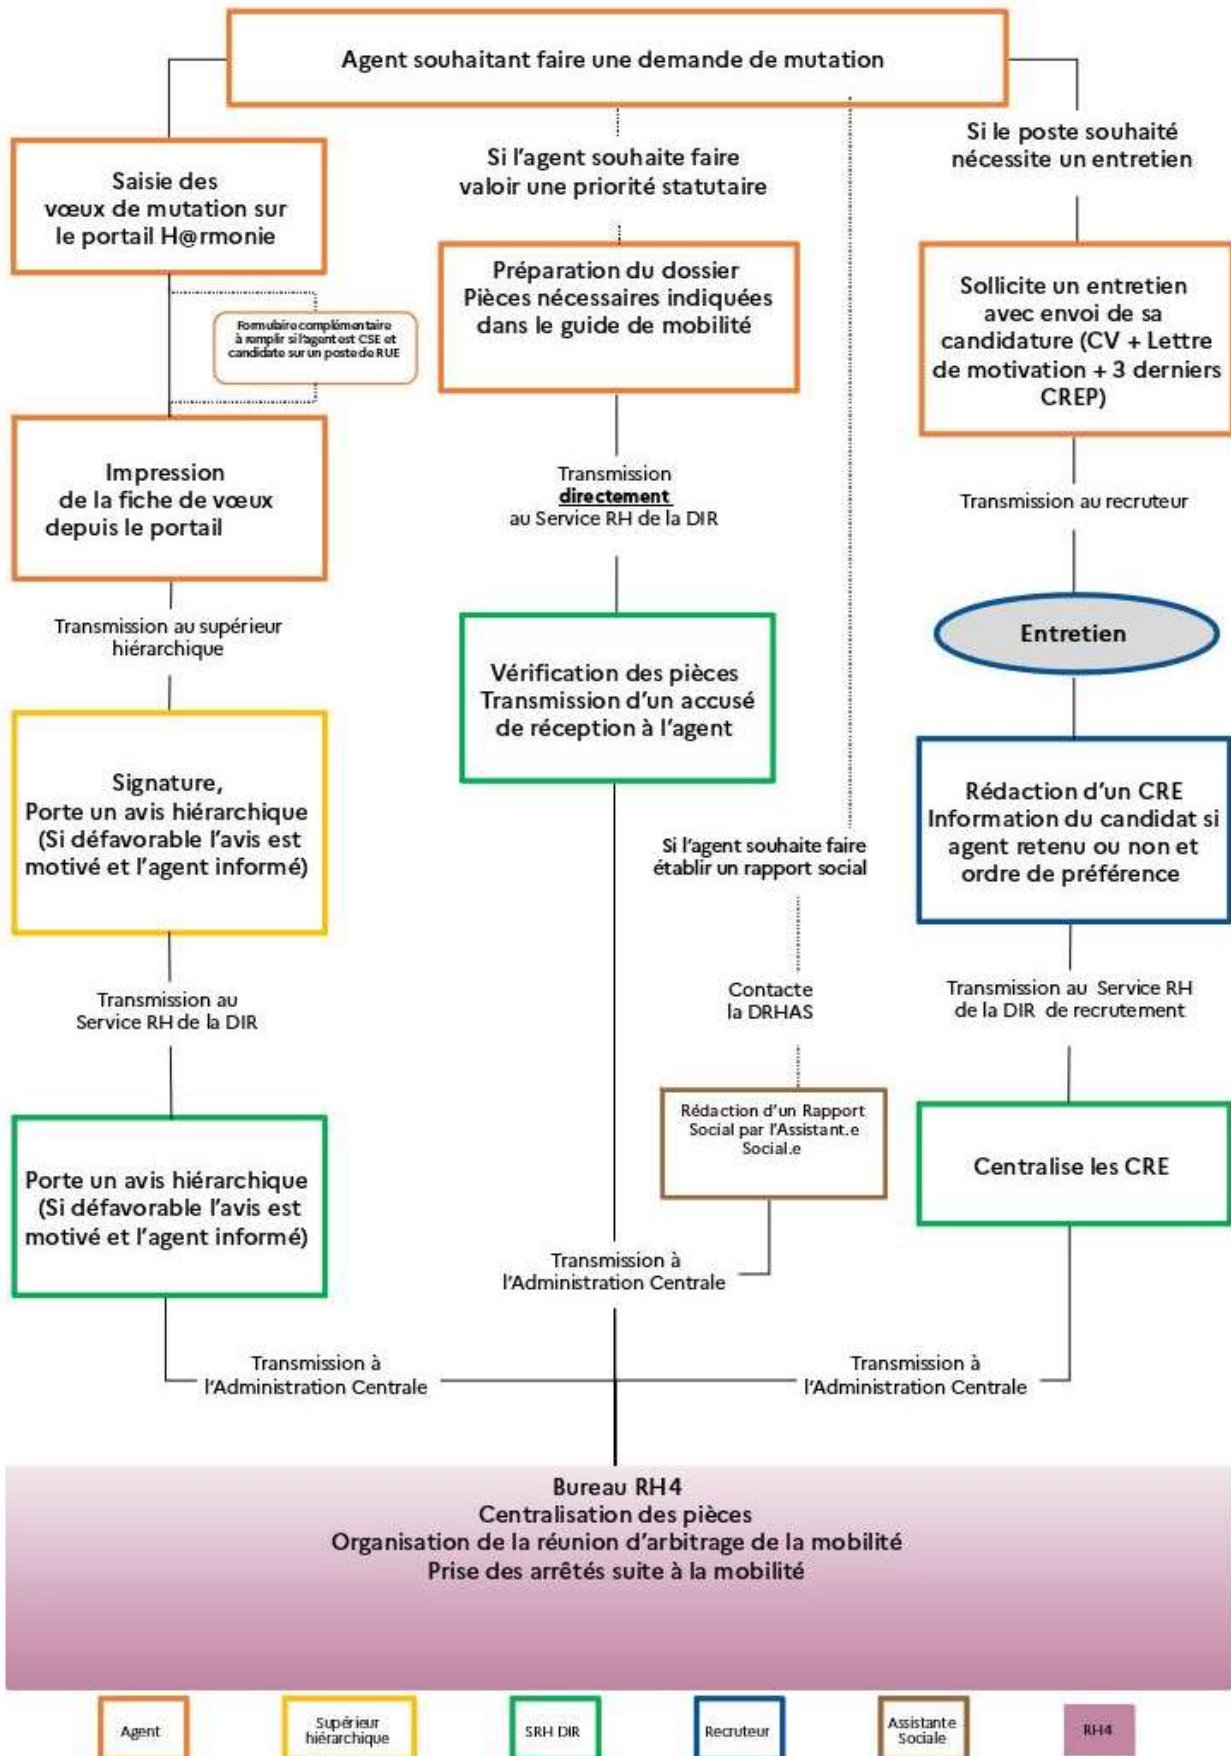 Agent souhaitant faire une demande de mutation
Saisie des
vœux de mutation sur
le portail H@rmonie
Formulaire complémentaire
à remplir si l'agent est CSE et
candidate sur un poste de RUE
Impression
de la fiche de vœux
depuis le portail
Transmission au supérieur
hiérarchique
Signature,
Porte un avis hiérarchique
(Si défavorable l'avis est
motivé et l'agent informé)
Transmission au
Service RH de la DIR
Porte un avis hiérarchique
(Si défavorable l'avis est
motivé et l'agent informé)
Transmission à
l'Administration Centrale
Si l'agent souhaite faire
valoir une priorité statutaire
Préparation du dossier
Pièces nécessaires indiquées
dans le guide de mobilité
Transmission
directement
au Service RH de la DIR
Vérification des pièces
Transmission d'un accusé
de réception à l'agent
Si l'agent souhaite faire
établir un rapport social
Contacte
la DRHAS
Rédaction d'un Rapport
Social par l'Assistant.e
Social.e
Transmission à
l'Administration Centrale
Si le poste souhaité
nécessite un entretien
Sollicite un entretien
avec envoi de sa
candidature (CV + Lettre
de motivation + 3 derniers
CREP)
Transmission au recruteur
Entretien
Rédaction d'un CRE
Information du candidat si
agent retenu ou non et
ordre de préférence
Transmission au Service RH
de la DIR de recrutement
Centralise les CRE
Transmission à
l'Administration Centrale
Bureau RH4
Centralisation des pièces
Organisation de la réunion d'arbitrage de la mobilité
Prise des arrêtés suite à la mobilité
Agent
Supérieur
hiérarchique
SRH DIR
Recruteur
Assistante
Sociale
RH4